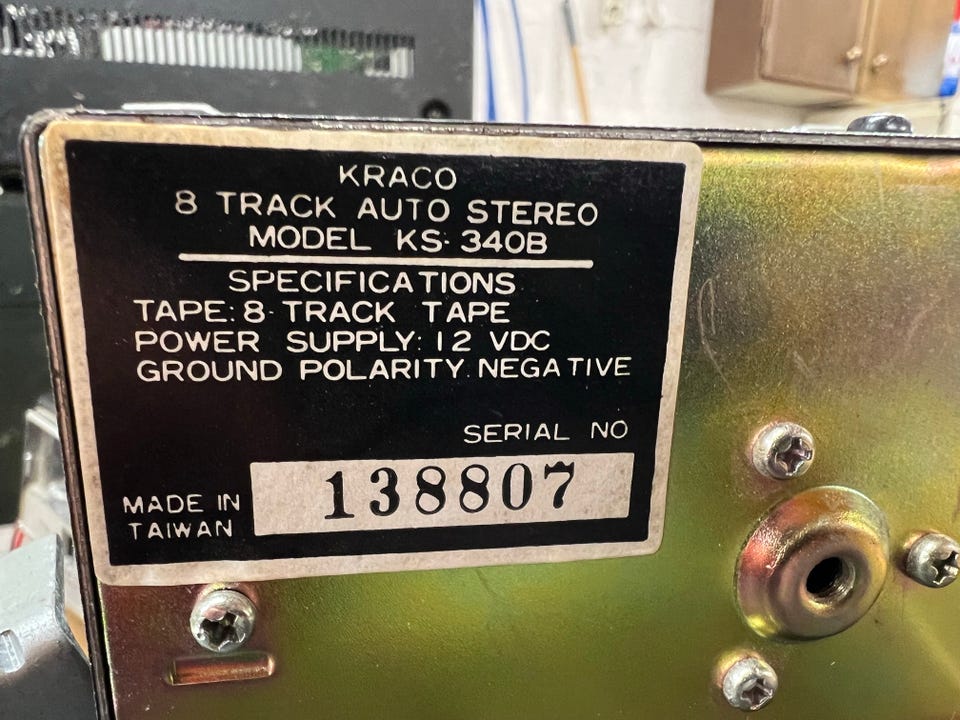 KRACO
8 TRACK AUTO STEREO
MODEL KS-340B
SPECIFICATIONS
TAPE: 8-TRACK TAPE
POWER SUPPLY: 12 VDC
GROUND POLARITY. NEGATIVE
SERIAL NO
138807
MADE IN
TAIWAN